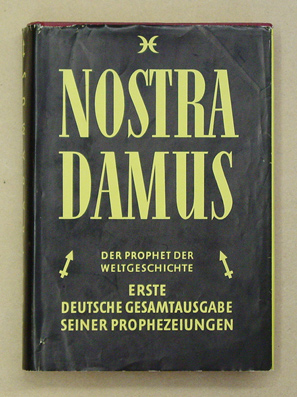 NOSTRA
DAMUS
DER PROPHET DER
WELTGESCHICHTE
ERSTE
DEUTSCHE GESAMTAUSGABE
SEINER PROPHEZEIUNGEN